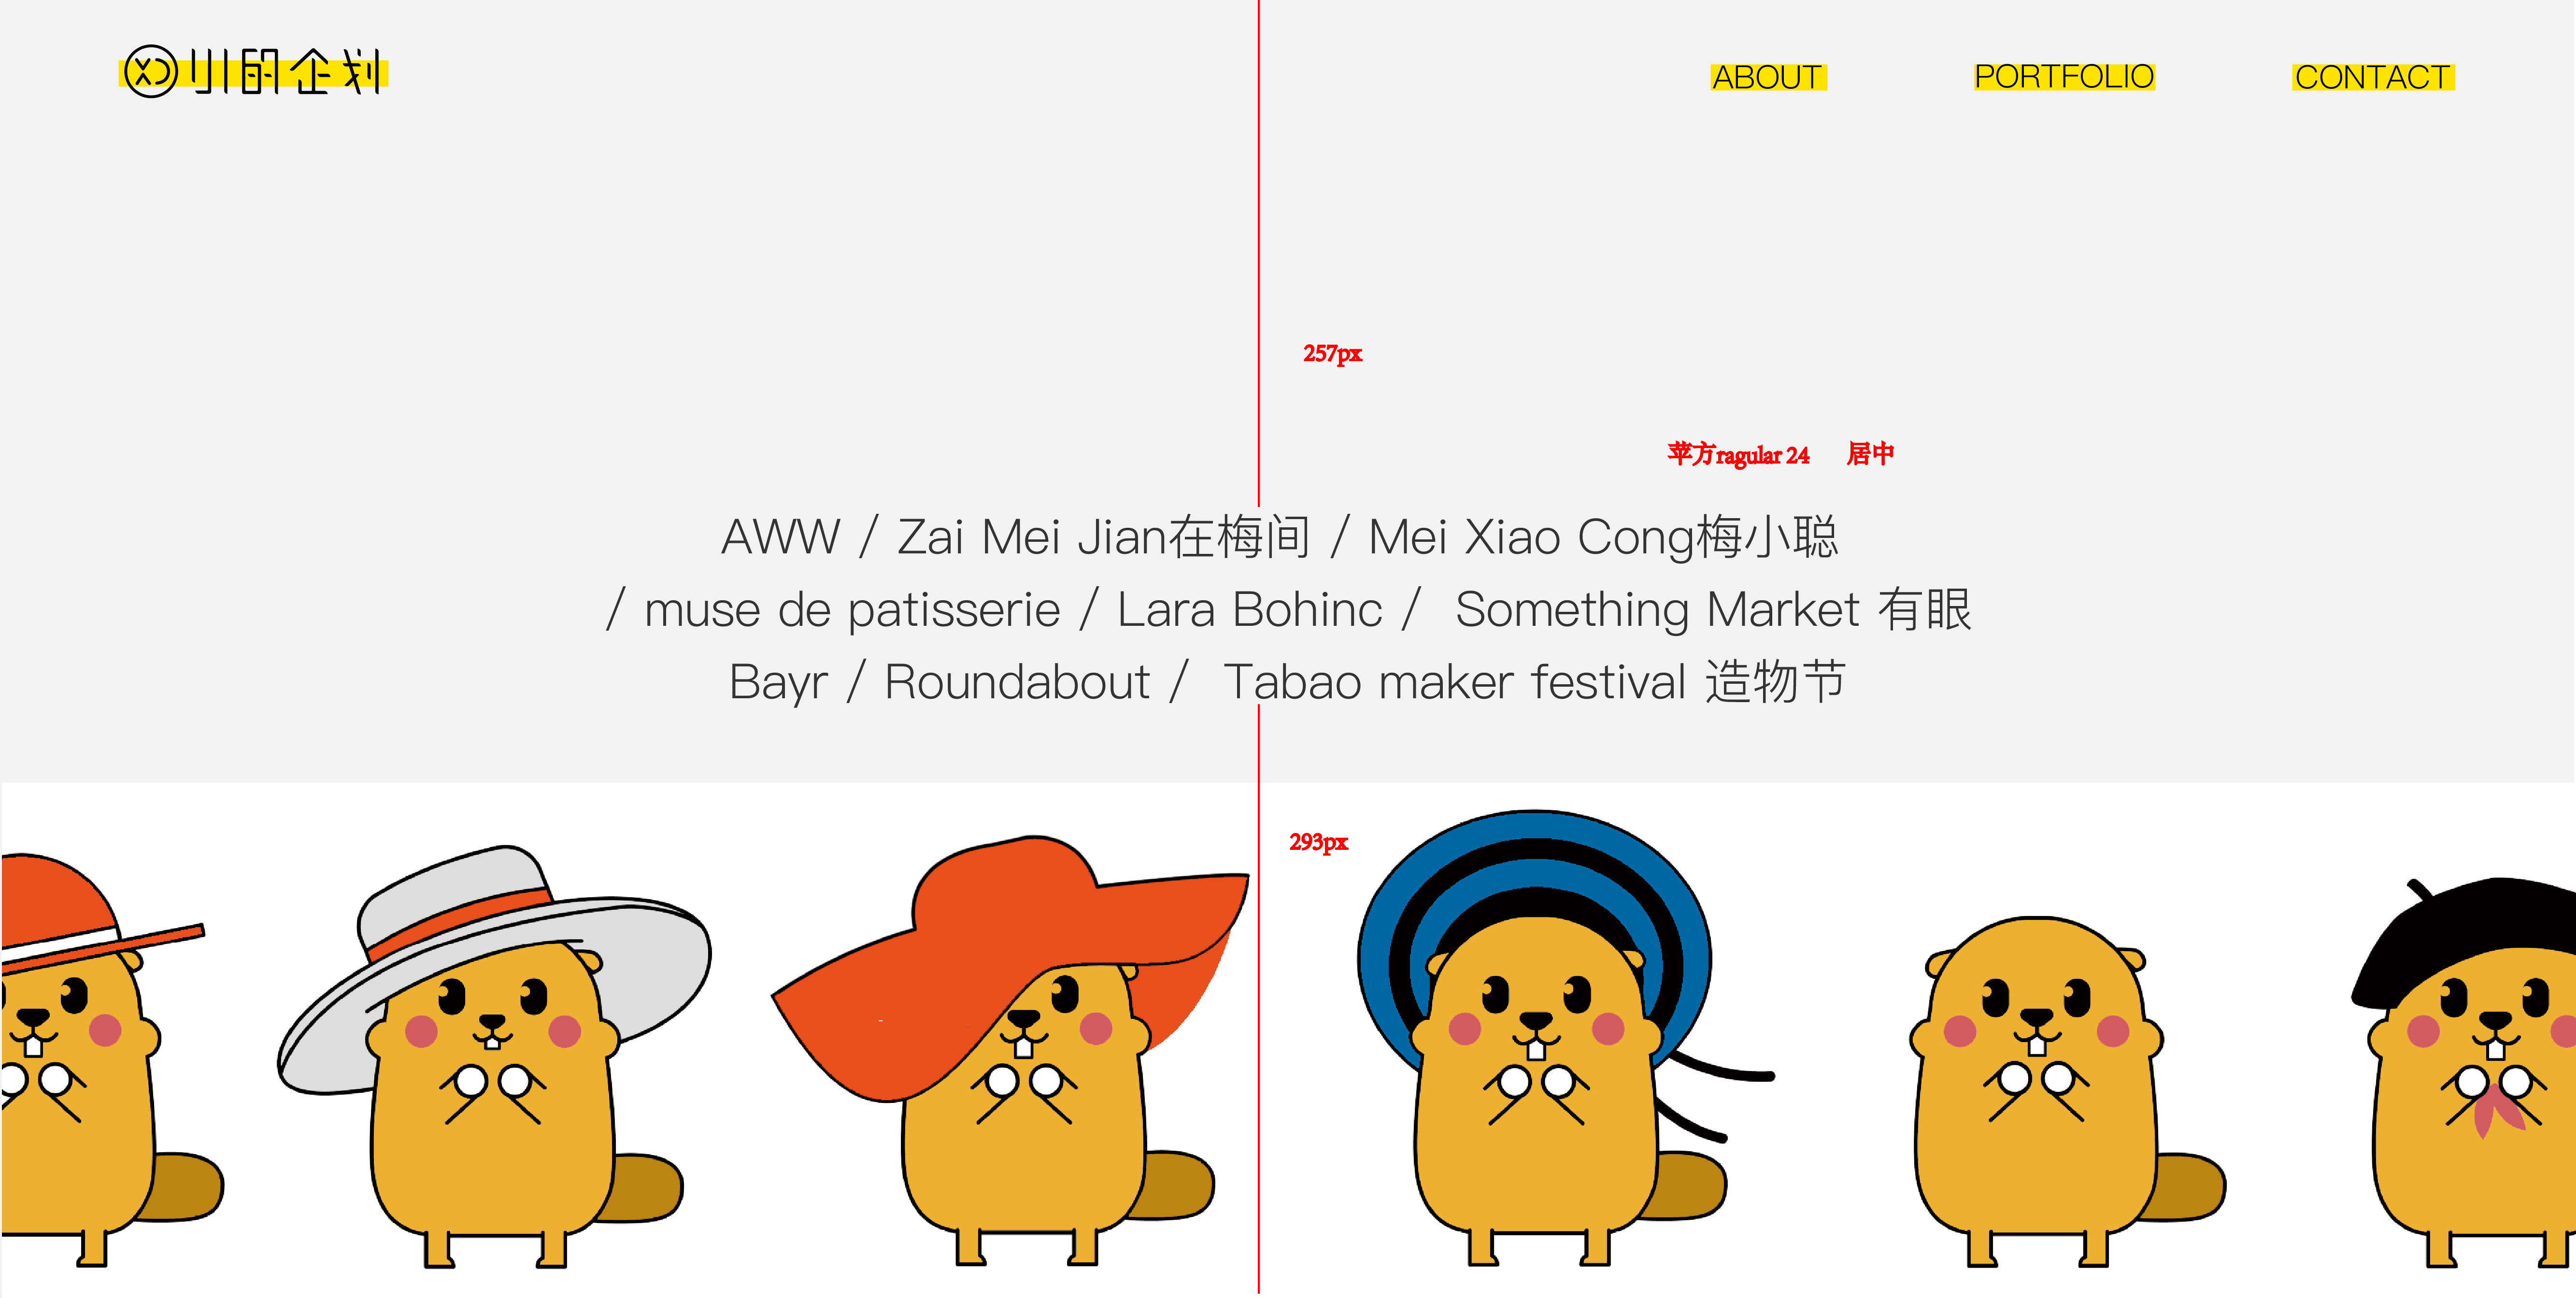 小的企划
ABOUT PORTFOLIO CONTACT
257px
苹方ragular 24 居中
AWW / Zai Mei Jian在梅间 / Mei Xiao Cong梅小聪
/ muse de patisserie / Lara Bohinc / Something Market 有眼
Bayr / Roundabout / Tabao maker festival 造物节
293px